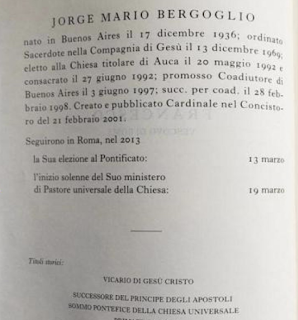 JORGE MARIO BERGOGLIO
nato in Buenos Aires il 17 dicembre 1936; ordinato
Sacerdote nella Compagnia di Gesù il 13 dicembre 1969;
eletto alla Chiesa titolare di Auca il 20 maggio 1992 e
consacrato il 27 giugno 1992; promosso Coadiutore di
Buenos Aires il 3 giugno 1997; succ. per coad. il 28 feb-
braio 1998. Creato e pubblicato Cardinale nel Concisto-
ro del 21 febbraio 2001.
Seguirono in Roma, nel 2013
la Sua elezione al Pontificato: 13 marzo
l'inizio solenne del Suo ministero
di Pastore universale della Chiesa: 19 marzo
Titoli storici:
VICARIO DI GESÙ CRISTO
SUCCESSORE DEL PRINCIPE DEGLI APOSTOLI
SOMMO PONTEFICE DELLA CHIESA UNIVERSALE